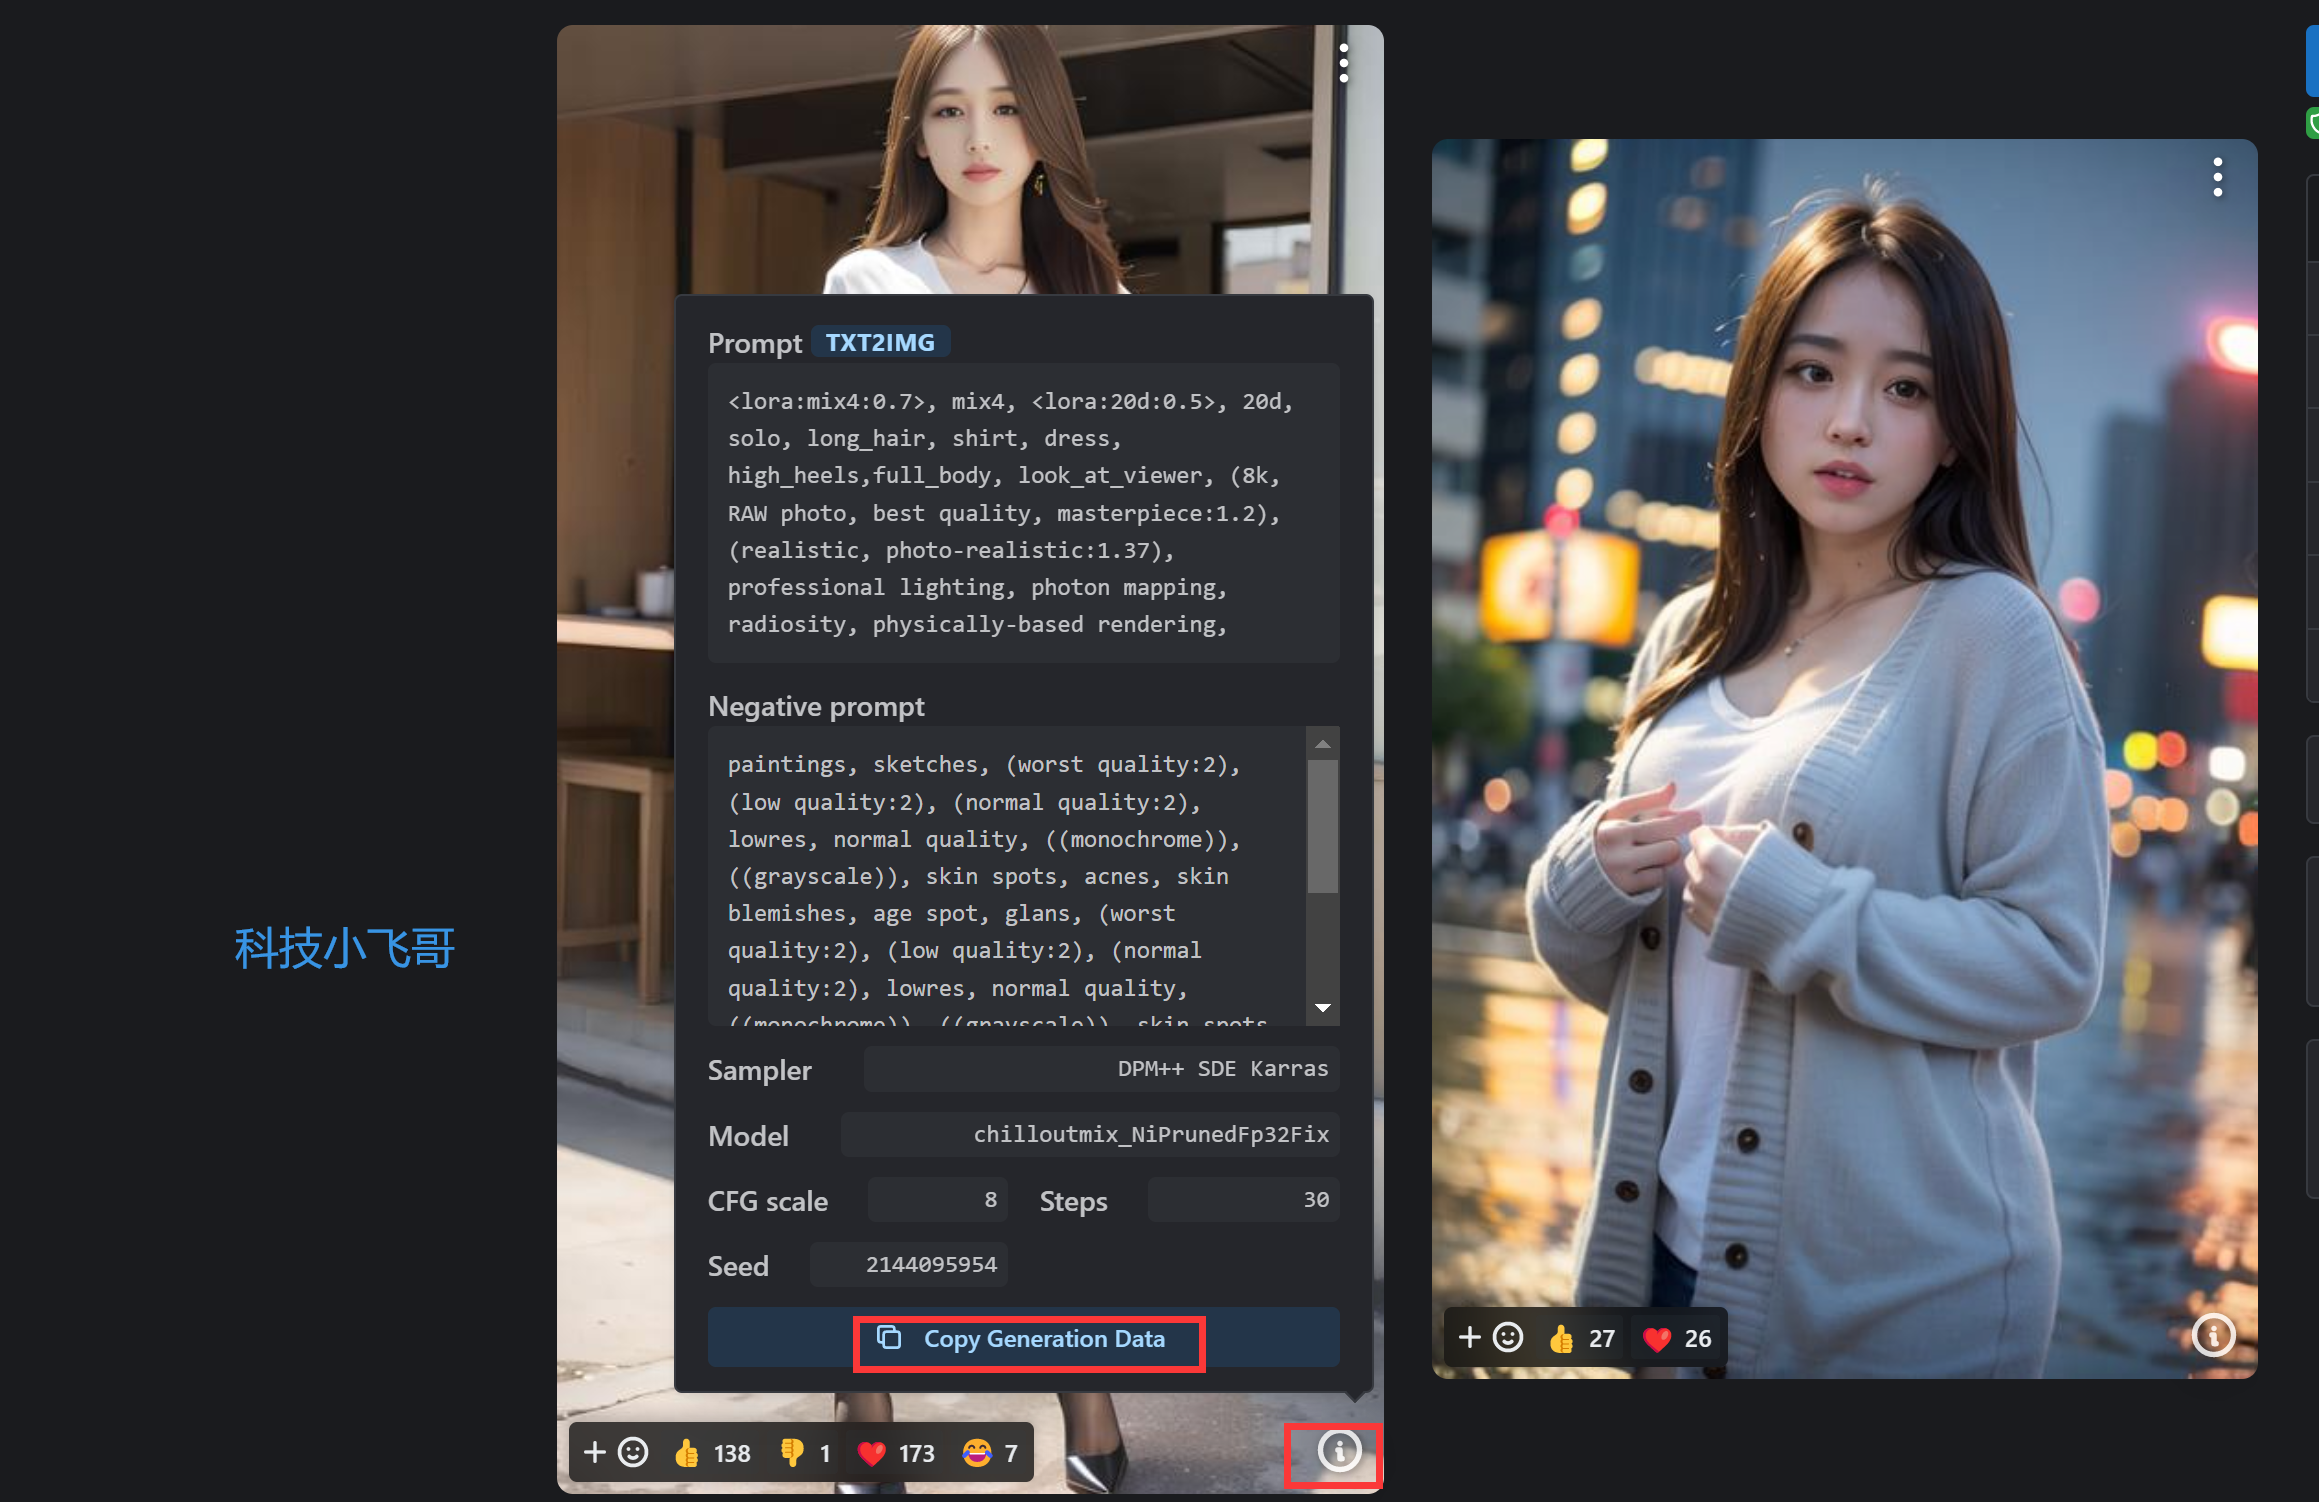 Prompt TXT2IMG
<lora:mix4:0.7>, mix4, <lora:20d:0.5>, 20d,
solo, long_hair, shirt, dress,
high_heels,full_body, look_at_viewer, (8k,
RAW photo, best quality, masterpiece:1.2),
(realistic, photo-realistic:1.37),
professional lighting, photon mapping,
radiosity, physically-based rendering,
Negative prompt
paintings, sketches, (worst quality:2),
(low quality:2), (normal quality:2),
lowres, normal quality, ((monochrome)),
((grayscale)), skin spots, acnes, skin
blemishes, age spot, glans, (worst
quality:2), (low quality:2), (normal
quality:2), lowres, normal quality,
((monochrome)), ((grayscale)), skin spots
科技小飞哥
Sampler DPM++ SDE Karras
Model chilloutmix_NiPrunedFp32Fix
CFG scale 8 Steps 30
Seed 2144095954
Copy Generation Data
138 1 173 7
27 26